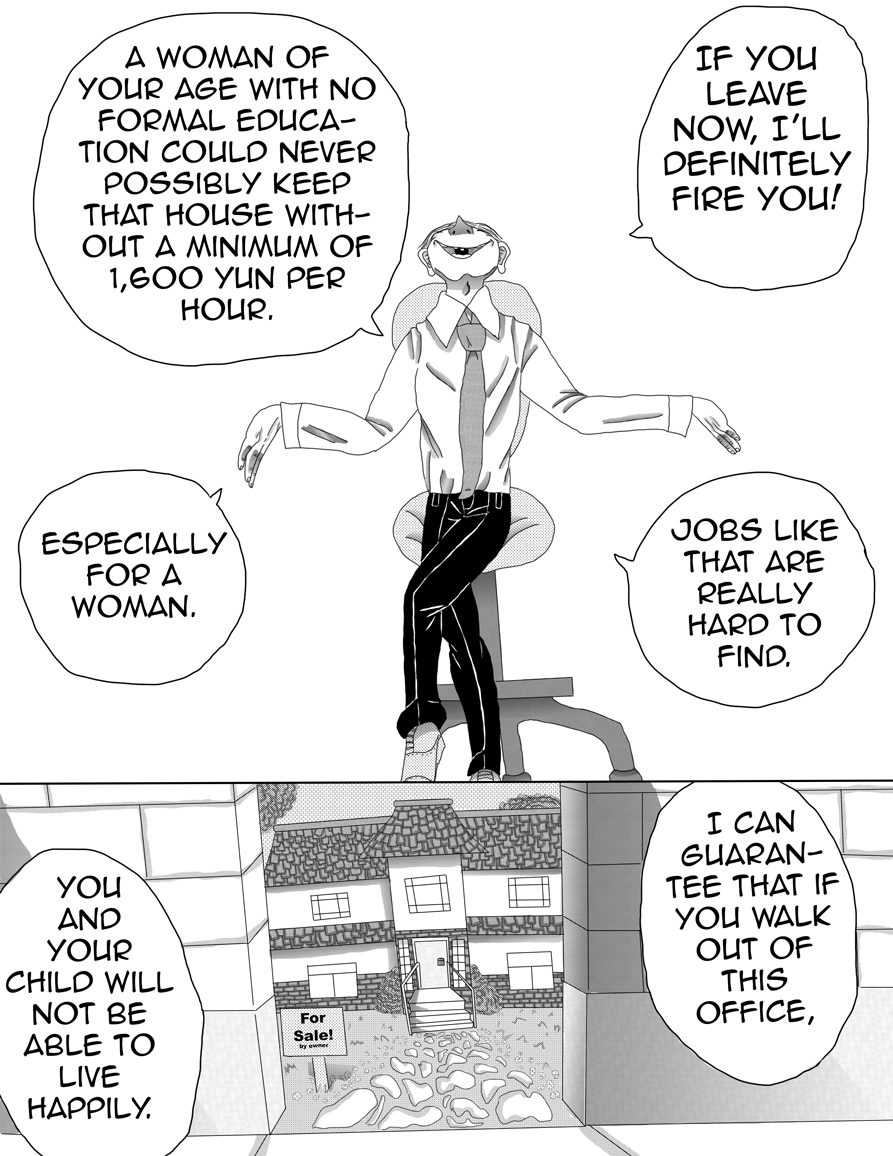 IF YOU
LEAVE
NOW, I'LL
DEFINITELY
FIRE YOU!
A WOMAN OF
YOUR AGE WITH NO
FORMAL EDUCA-
TION COULD NEVER
POSSIBLY KEEP
THAT HOUSE WITH-
OUT A MINIMUM OF
1,600 YUN PER
HOUR.
JOBS LIKE
THAT ARE
REALLY
HARD TO
FIND.
ESPECIALLY
FOR A
WOMAN.
I CAN
GUARAN-
TEE THAT IF
YOU WALK
OUT OF
THIS
OFFICE,
YOU
AND
YOUR
CHILD WILL
NOT BE
ABLE TO
LIVE
HAPPILY.
For
Sale!
by owner